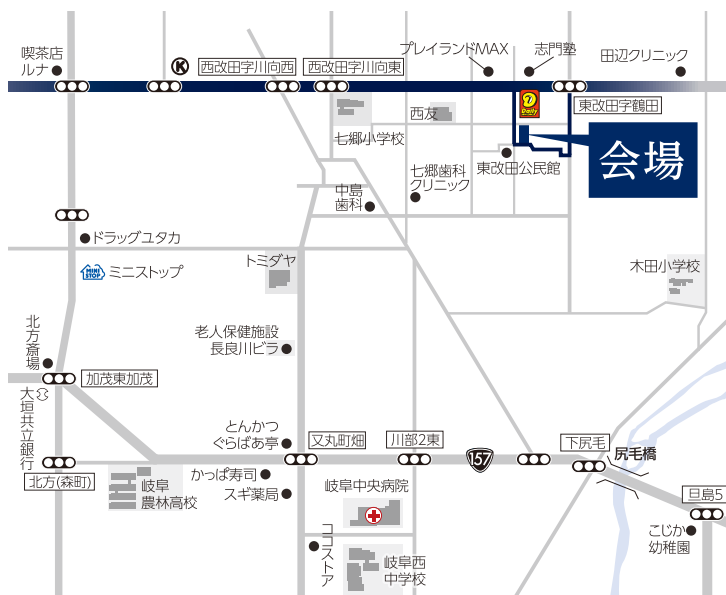 喫茶店
ルナ
K
西改田字川向西
西改田字川向東
プレイランドMAX
志門塾
田辺クリニック
Daily
東改田字鶴田
西友
七郷小学校
会場
東改田公民館
七郷歯科
クリニック
中島
歯科
ドラッグユタカ
MINI
STOP
ミニストップ
トミダヤ
木田小学校
北方斎場
老人保健施設
長良川ビラ
加茂東加茂
大垣共立銀行
とんかつ
ぐらばあ亭
又丸町畑
川部2東
157
下尻毛
尻毛橋
北方(森町)
岐阜
農林高校
かっぱ寿司
スギ薬局
岐阜中央病院
旦島5
こじか
幼稚園
ココストア
岐阜西
中学校